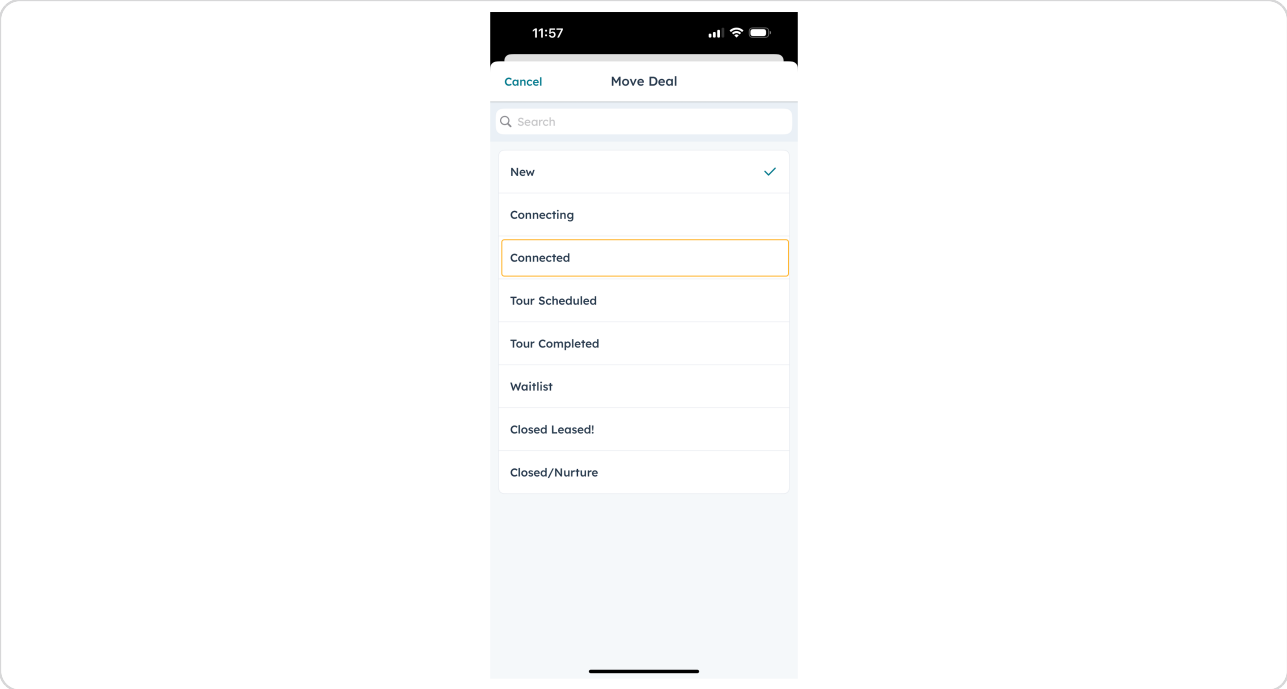 11:57
Cancel Move Deal
Search
New
Connecting
Connected
Tour Scheduled
Tour Completed
Waitlist
Closed Leased!
Closed/Nurture